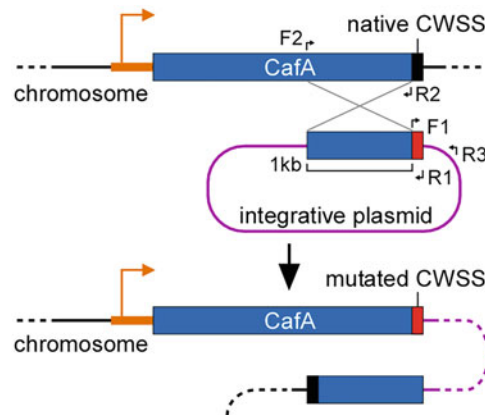 native CWSS
F2
CafA
chromosome
R2
F1
R3
1kb
R1
integrative plasmid
mutated CWSS
CafA
chromosome